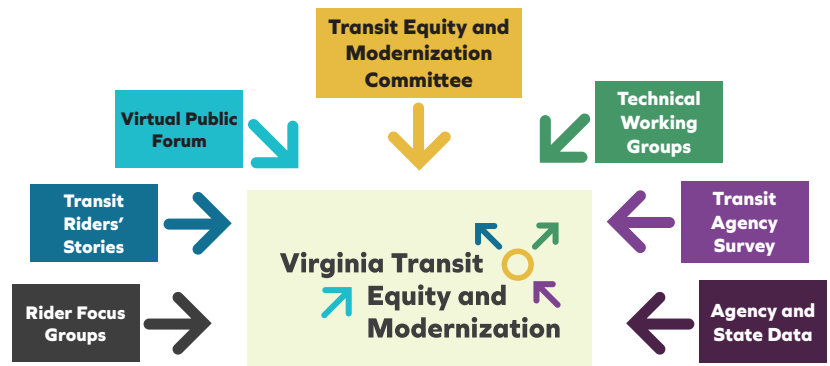 Transit Equity and
Modernization
Committee
Virtual Public
Forum
Technical
Working
Groups
Transit
Riders’
Stories
Transit
Agency
Survey
Virginia Transit
Equity and
Modernization
Rider Focus
Groups
Agency and
State Data